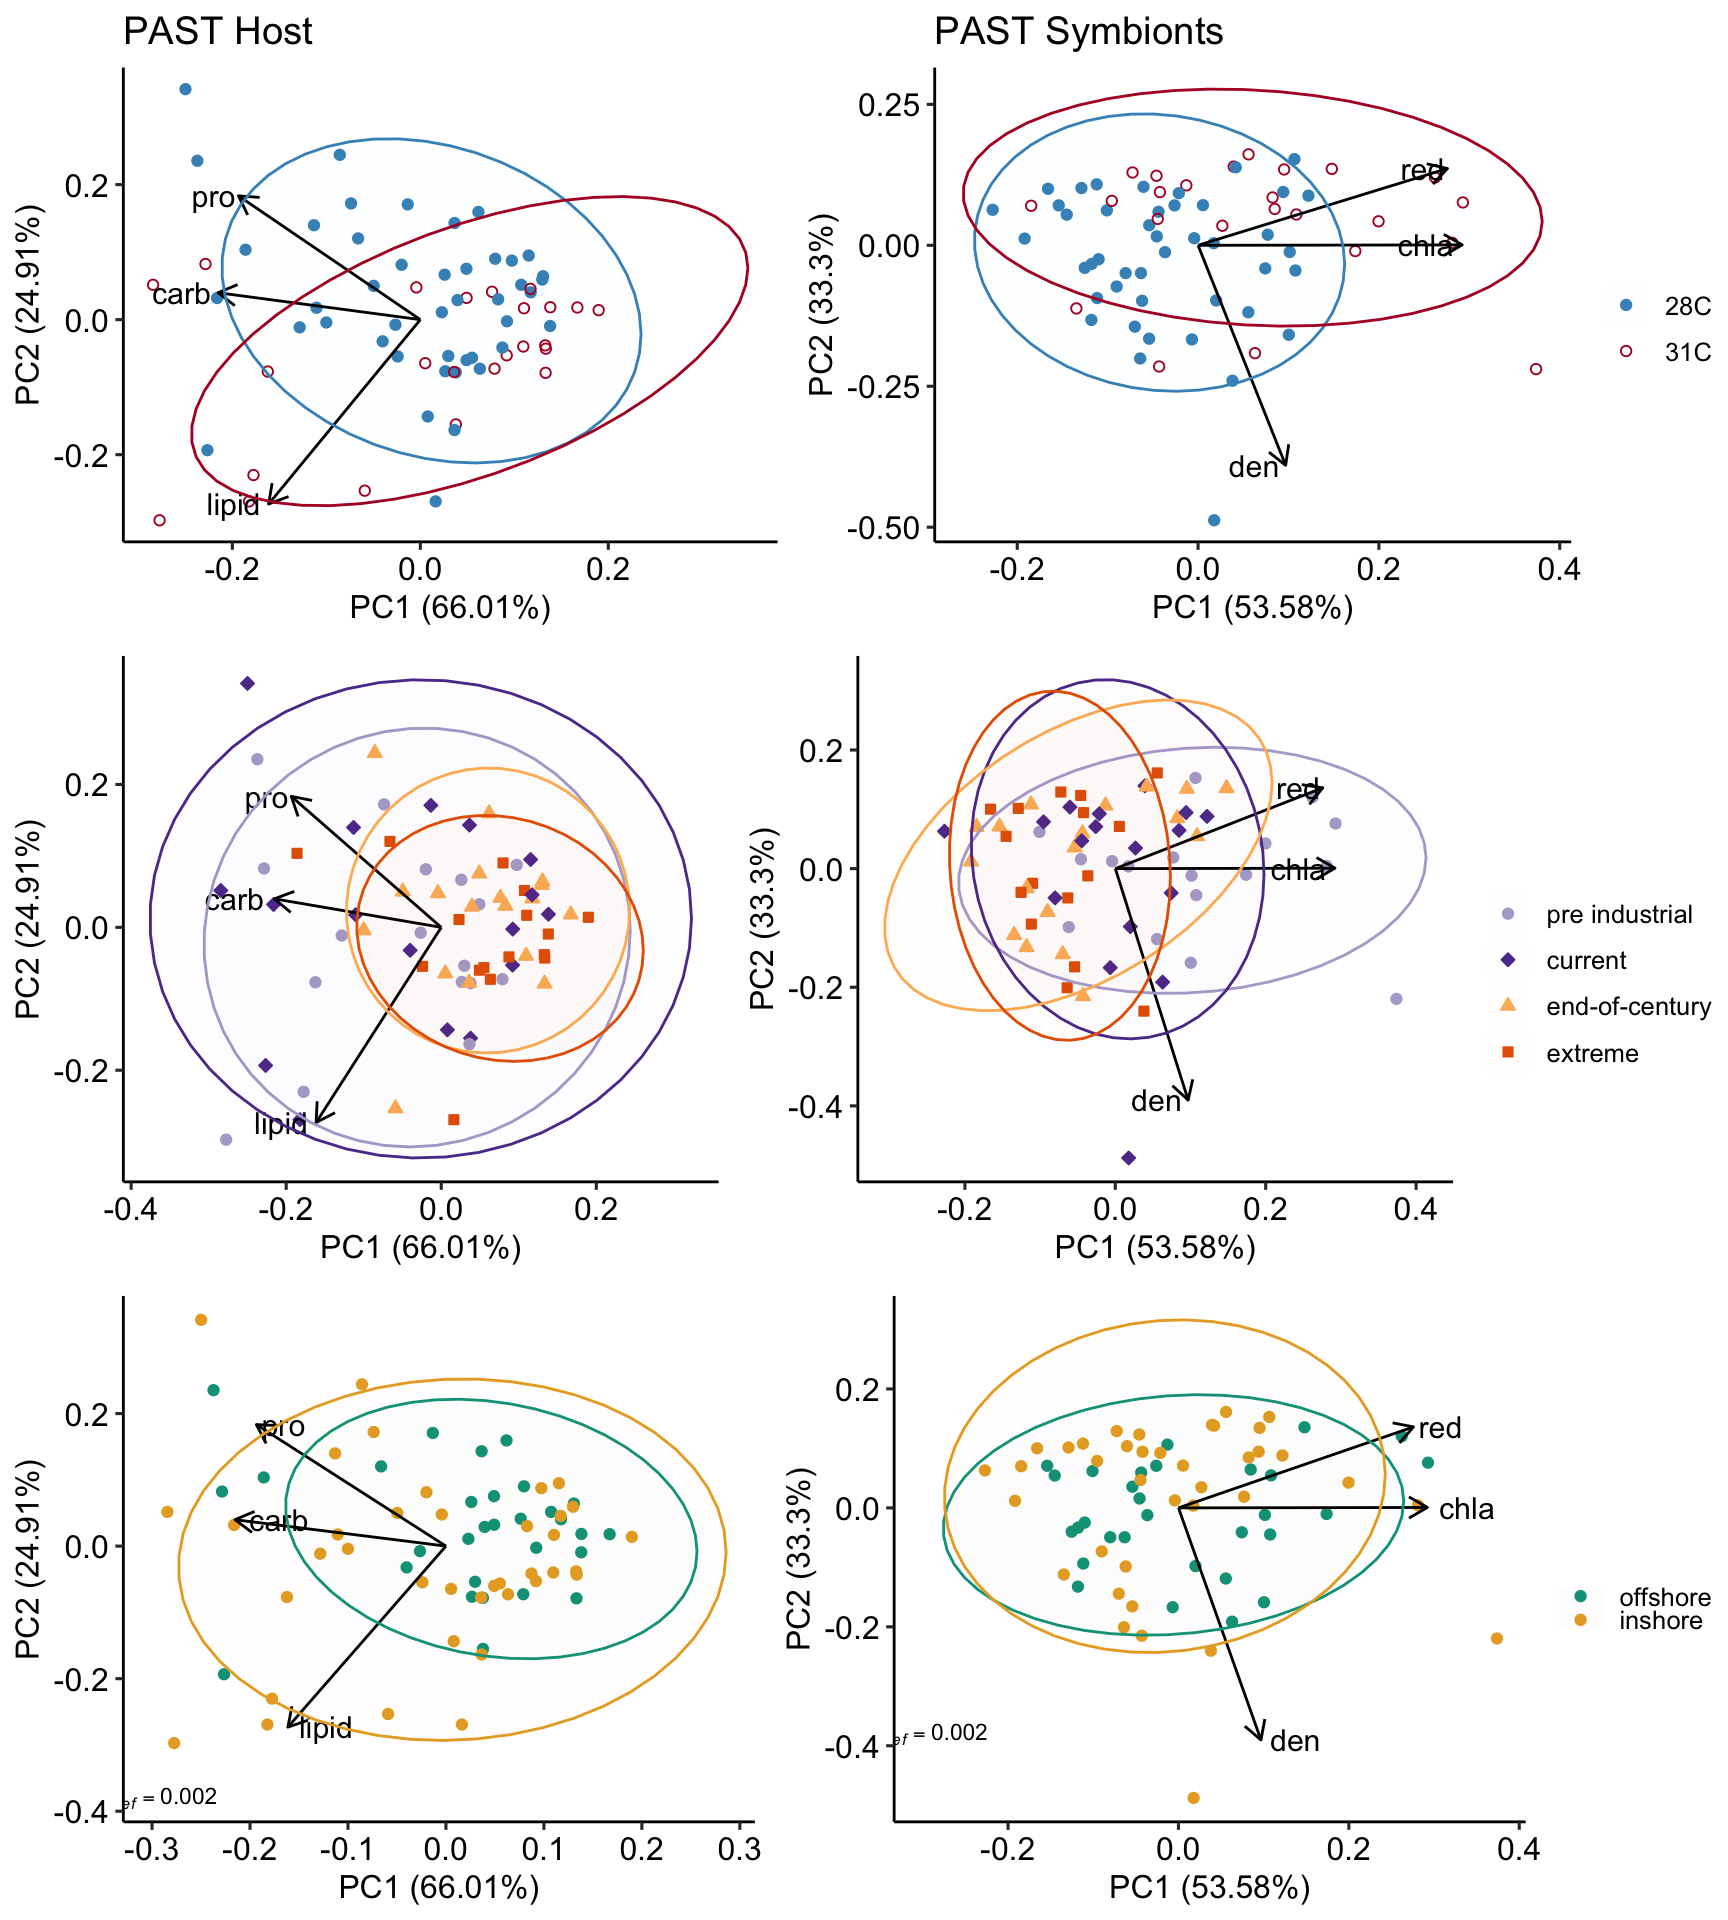 PAST Host
PAST Symbionts
PC2 (24.91%)
0.2
0.0
-0.2
pro
carb
lipid
-0.2
0.0
0.2
PC1 (66.01%)
PC2 (33.3%)
0.25
0.00
-0.25
-0.50
red
chla
den
-0.2
0.0
0.2
0.4
PC1 (53.58%)
28C
31C
PC2 (24.91%)
0.2
0.0
-0.2
pro
carb
lipid
-0.4
-0.2
0.0
0.2
PC1 (66.01%)
PC2 (33.3%)
0.2
0.0
-0.2
-0.4
red
chla
den
-0.2
0.0
0.2
0.4
PC1 (53.58%)
pre industrial
current
end-of-century
extreme
PC2 (24.91%)
0.2
0.0
-0.2
-0.4
pro
carb
lipid
ef = 0.002
-0.3
-0.2
-0.1
0.0
0.1
0.2
0.3
PC1 (66.01%)
PC2 (33.3%)
0.2
0.0
-0.2
-0.4
red
chla
den
ef = 0.002
-0.2
0.0
0.2
0.4
PC1 (53.58%)
offshore
inshore